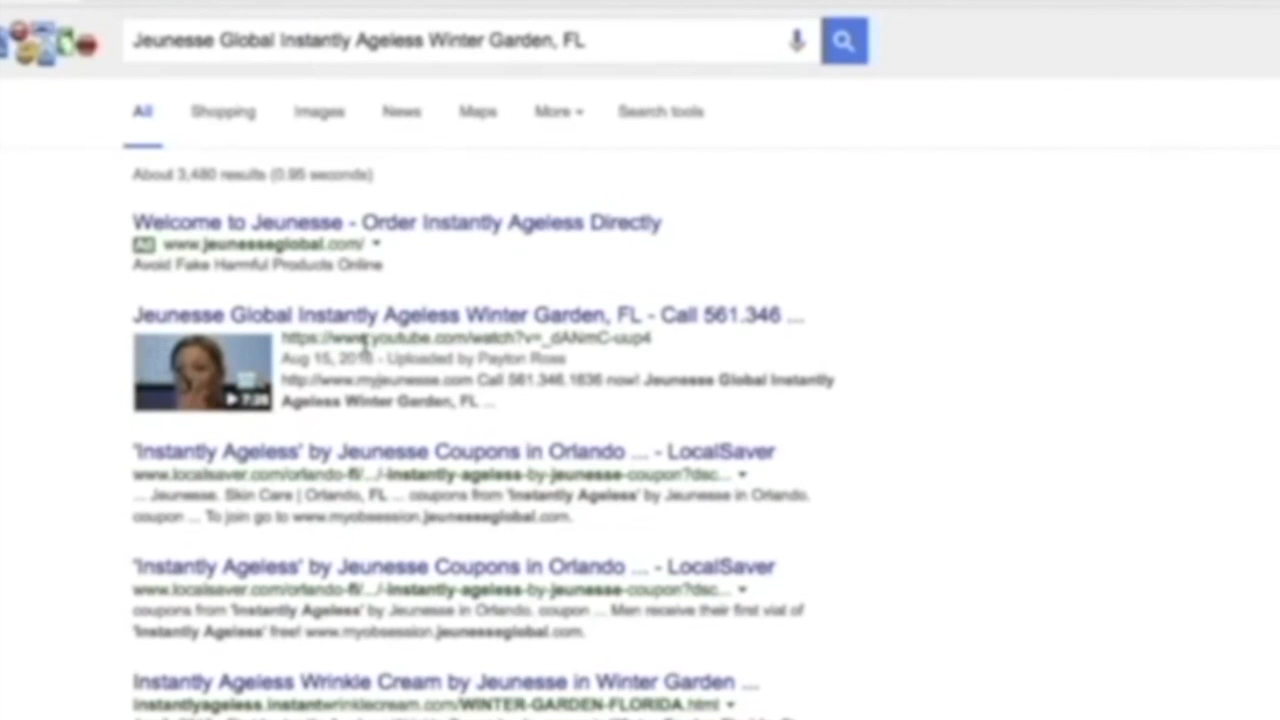 Jeunesse Global Instantly Ageless Winter Garden, FL
All Shopping Images News Maps More Search tools
About 3,480 results (0.95 seconds)
Welcome to Jeunesse - Order Instantly Ageless Directly
Ad www.jeunesseglobal.com/
Avoid Fake Harmful Products Online
Jeunesse Global Instantly Ageless Winter Garden, FL - Call 561.346 ...
https://www.youtube.com/watch?v=_dANmC-uup4
Aug 15, 2016 - Uploaded by Payton Ross
http://www.myjeunesse.com Call 561.346.1636 now! Jeunesse Global Instantly
Ageless Winter Garden, FL ...
'Instantly Ageless' by Jeunesse Coupons in Orlando ... - LocalSaver
www.localsaver.com/orlando-fl/.../-instantly-ageless-by-jeunesse-coupon?dsc...
... Jeunesse. Skin Care | Orlando, FL ... coupons from 'Instantly Ageless' by Jeunesse in Orlando.
coupon ... To join go to www.myobsession.jeunesseglobal.com.
'Instantly Ageless' by Jeunesse Coupons in Orlando ... - LocalSaver
www.localsaver.com/orlando-fl/.../-instantly-ageless-by-jeunesse-coupon?dsc...
coupons from 'Instantly Ageless' by Jeunesse in Orlando. coupon ... Men receive their first vial of
'Instantly Ageless' free! www.myobsession.jeunesseglobal.com.
Instantly Ageless Wrinkle Cream by Jeunesse in Winter Garden ...
instantlyageless.instantwrinklecream.com/WINTER-GARDEN-FLORIDA.html